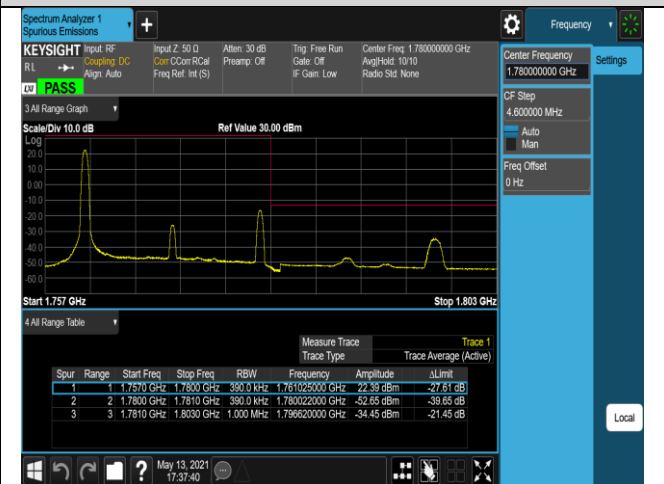 Spectrum Analyzer 1
Spurious Emissions
+
Frequency
KEYSIGHT Input: RF Input Z: 50 Ω Atten: 30 dB Trig: Free Run Center Freq: 1.780000000 GHz
RL Coupling: DC Corr CCorr RCal Preamp: Off Gate: Off Avg|Hold: 10/10
Align: Auto Freq Ref: Int (S) IF Gain: Low Radio Std: None
LXI PASS
Center Frequency
1.780000000 GHz
Settings
CF Step
4.600000 MHz
Auto
Man
Freq Offset
0 Hz
3 All Range Graph
Scale/Div 10.0 dB Ref Value 30.00 dBm
Log
20.0
10.0
0.00
-10.0
-20.0
-30.0
-40.0
-50.0
-60.0
Start 1.757 GHz Stop 1.803 GHz
4 All Range Table
Measure Trace Trace 1
Trace Type Trace Average (Active)
Spur Range Start Freq Stop Freq RBW Frequency Amplitude ΔLimit
1 1 1.7570 GHz 1.7800 GHz 390.0 kHz 1.761025000 GHz 22.39 dBm -27.61 dB
2 2 1.7800 GHz 1.7810 GHz 390.0 kHz 1.780022000 GHz -52.65 dBm -39.65 dB
3 3 1.7810 GHz 1.8030 GHz 1.000 MHz 1.796620000 GHz -34.45 dBm -21.45 dB
Local
? May 13, 2021
17:37:40